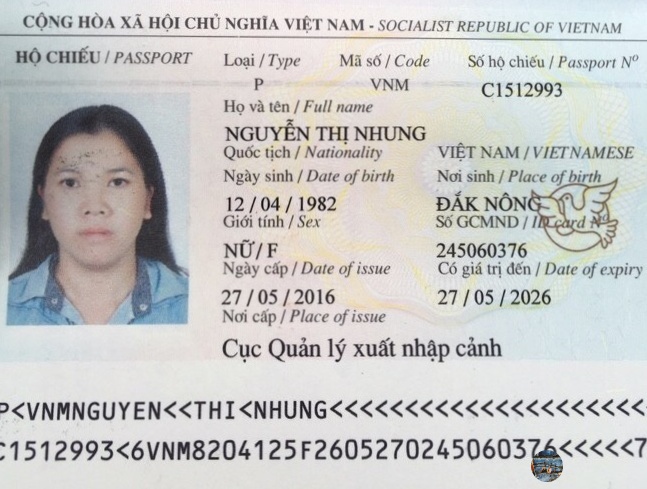 CỘNG HÒA XÃ HỘI CHỦ NGHĨA VIỆT NAM - SOCIALIST REPUBLIC OF VIETNAM
HỘ CHIẾU / PASSPORT
Loại / Type Mã số / Code Số hộ chiếu / Passport Nº
P VNM C1512993
Họ và tên / Full name
NGUYỄN THỊ NHUNG
Quốc tịch / Nationality VIỆT NAM / VIETNAMESE
Ngày sinh / Date of birth Nơi sinh / Place of birth
12 / 04 / 1982 ĐĂK NÔNG
Giới tính / Sex Số GCMND / ID card Nº
NỮ / F 245060376
Ngày cấp / Date of issue Có giá trị đến / Date of expiry
27 / 05 / 2016 27 / 05 / 2026
Nơi cấp / Place of issue
Cục Quản lý xuất nhập cảnh
P<VNMNGUYEN<<THI<NHUNG<<<<<<<<<<<<<<<<<<<<<<
C1512993<6VNM8204125F2605270245060376<<<<<7